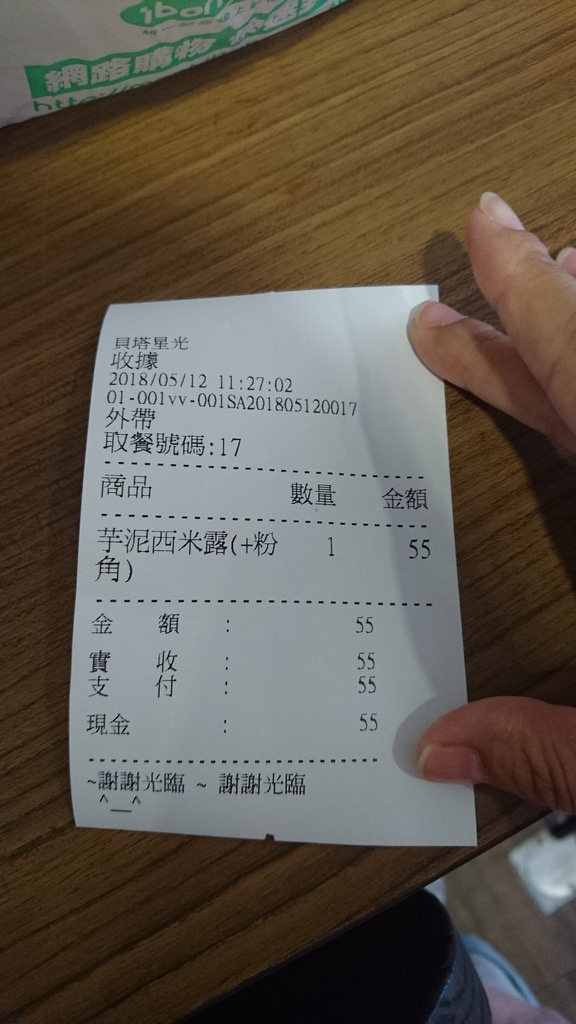 ibon
網路購物
http://
貝塔星光
收據
2018/05/12 11:27:02
01-001vv-001SA201805120017
外帶
取餐號碼:17
商品 數量 金額
芋泥西米露(+粉 1 55
角)
金 額 : 55
實 收 : 55
支 付 : 55
現金 : 55
~謝謝光臨 ~ 謝謝光臨
^__^